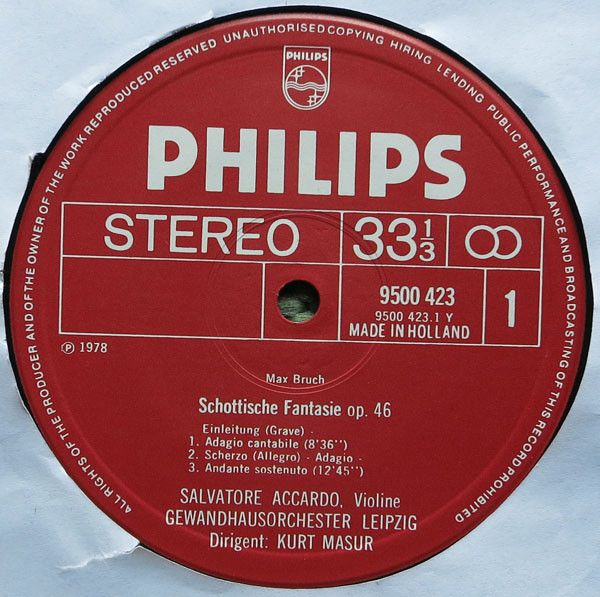 ALL RIGHTS OF THE PRODUCER AND OF THE OWNER OF THE WORK REPRODUCED RESERVED UNAUTHORISED COPYING HIRING, LENDING PUBLIC PERFORMANCE AND BROADCASTING OF THIS RECORD PROHIBITED
PHILIPS
PHILIPS
STEREO 33 1/3
9500 423 1
9500 423.1 Y
MADE IN HOLLAND
℗ 1978
Max Bruch
Schottische Fantasie op. 46
Einleitung (Grave) -
1. Adagio cantabile (8'36'')
2. Scherzo (Allegro) - Adagio -
3. Andante sostenuto (12'45'')
SALVATORE ACCARDO, Violine
GEWANDHAUSORCHESTER LEIPZIG
Dirigent: KURT MASUR